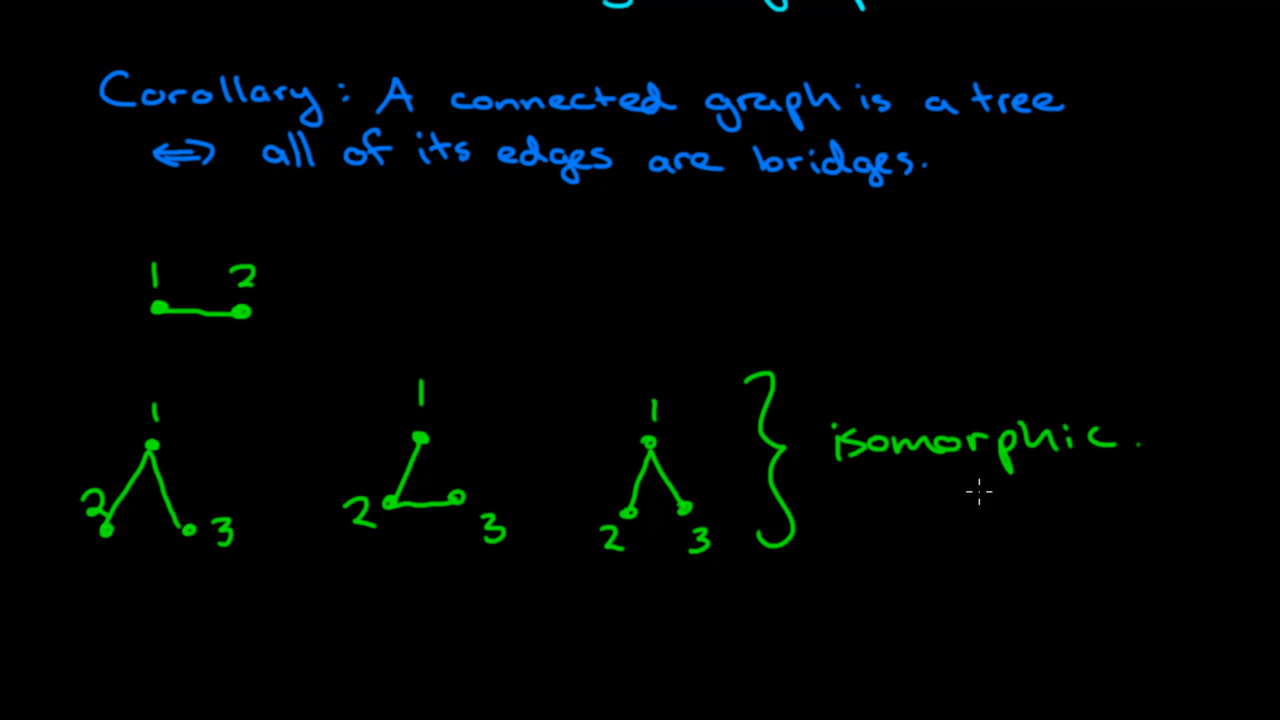 Corollary: A connected graph is a tree
⟺ all of its edges are bridges.
1 2
1 1 1
isomorphic.
2 3 2 3 2 3